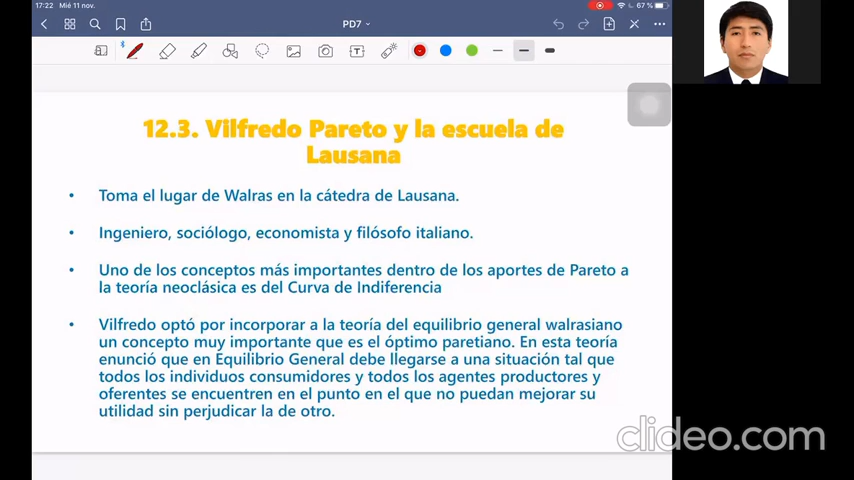 17:22 Mié 11 nov.
67 %
PD7
12.3. Vilfredo Pareto y la escuela de
Lausana
• Toma el lugar de Walras en la cátedra de Lausana.
• Ingeniero, sociólogo, economista y filósofo italiano.
• Uno de los conceptos más importantes dentro de los aportes de Pareto a
la teoría neoclásica es del Curva de Indiferencia
• Vilfredo optó por incorporar a la teoría del equilibrio general walrasiano
un concepto muy importante que es el óptimo paretiano. En esta teoría
enunció que en Equilibrio General debe llegarse a una situación tal que
todos los individuos consumidores y todos los agentes productores y
oferentes se encuentren en el punto en el que no puedan mejorar su
utilidad sin perjudicar la de otro.
clideo.com